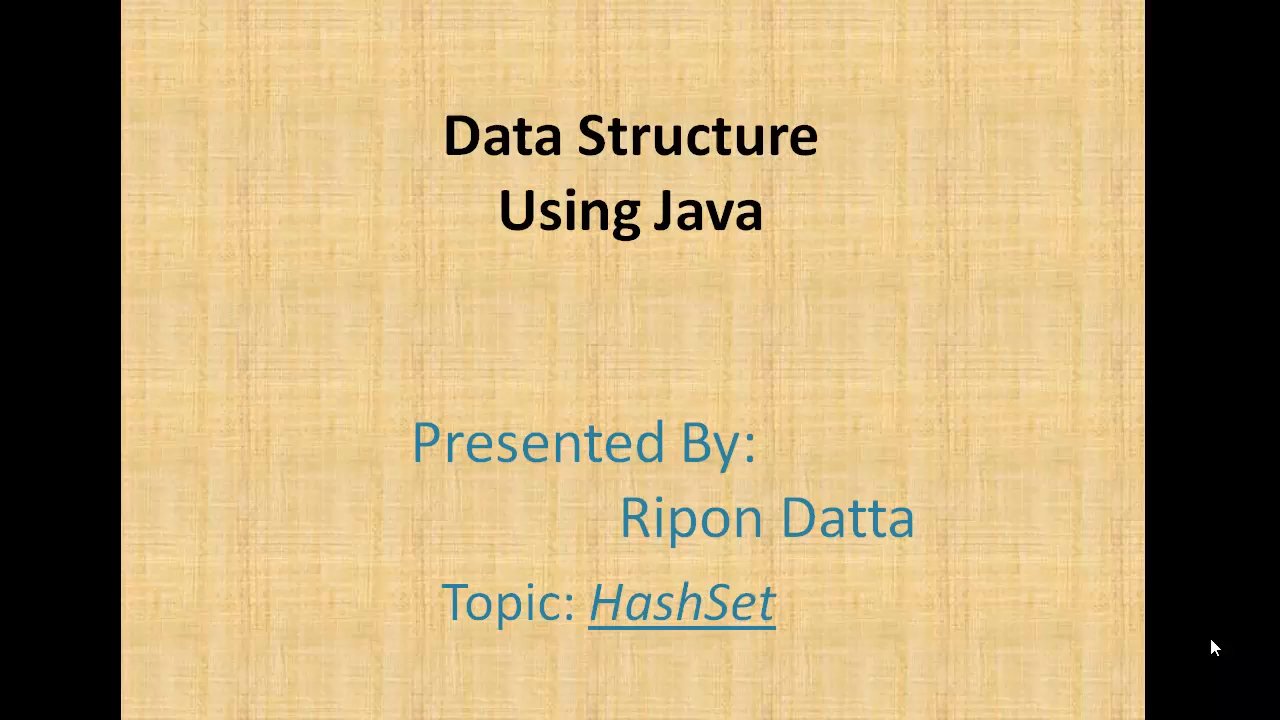 Data Structure
Using Java
Presented By:
Ripon Datta
Topic: HashSet